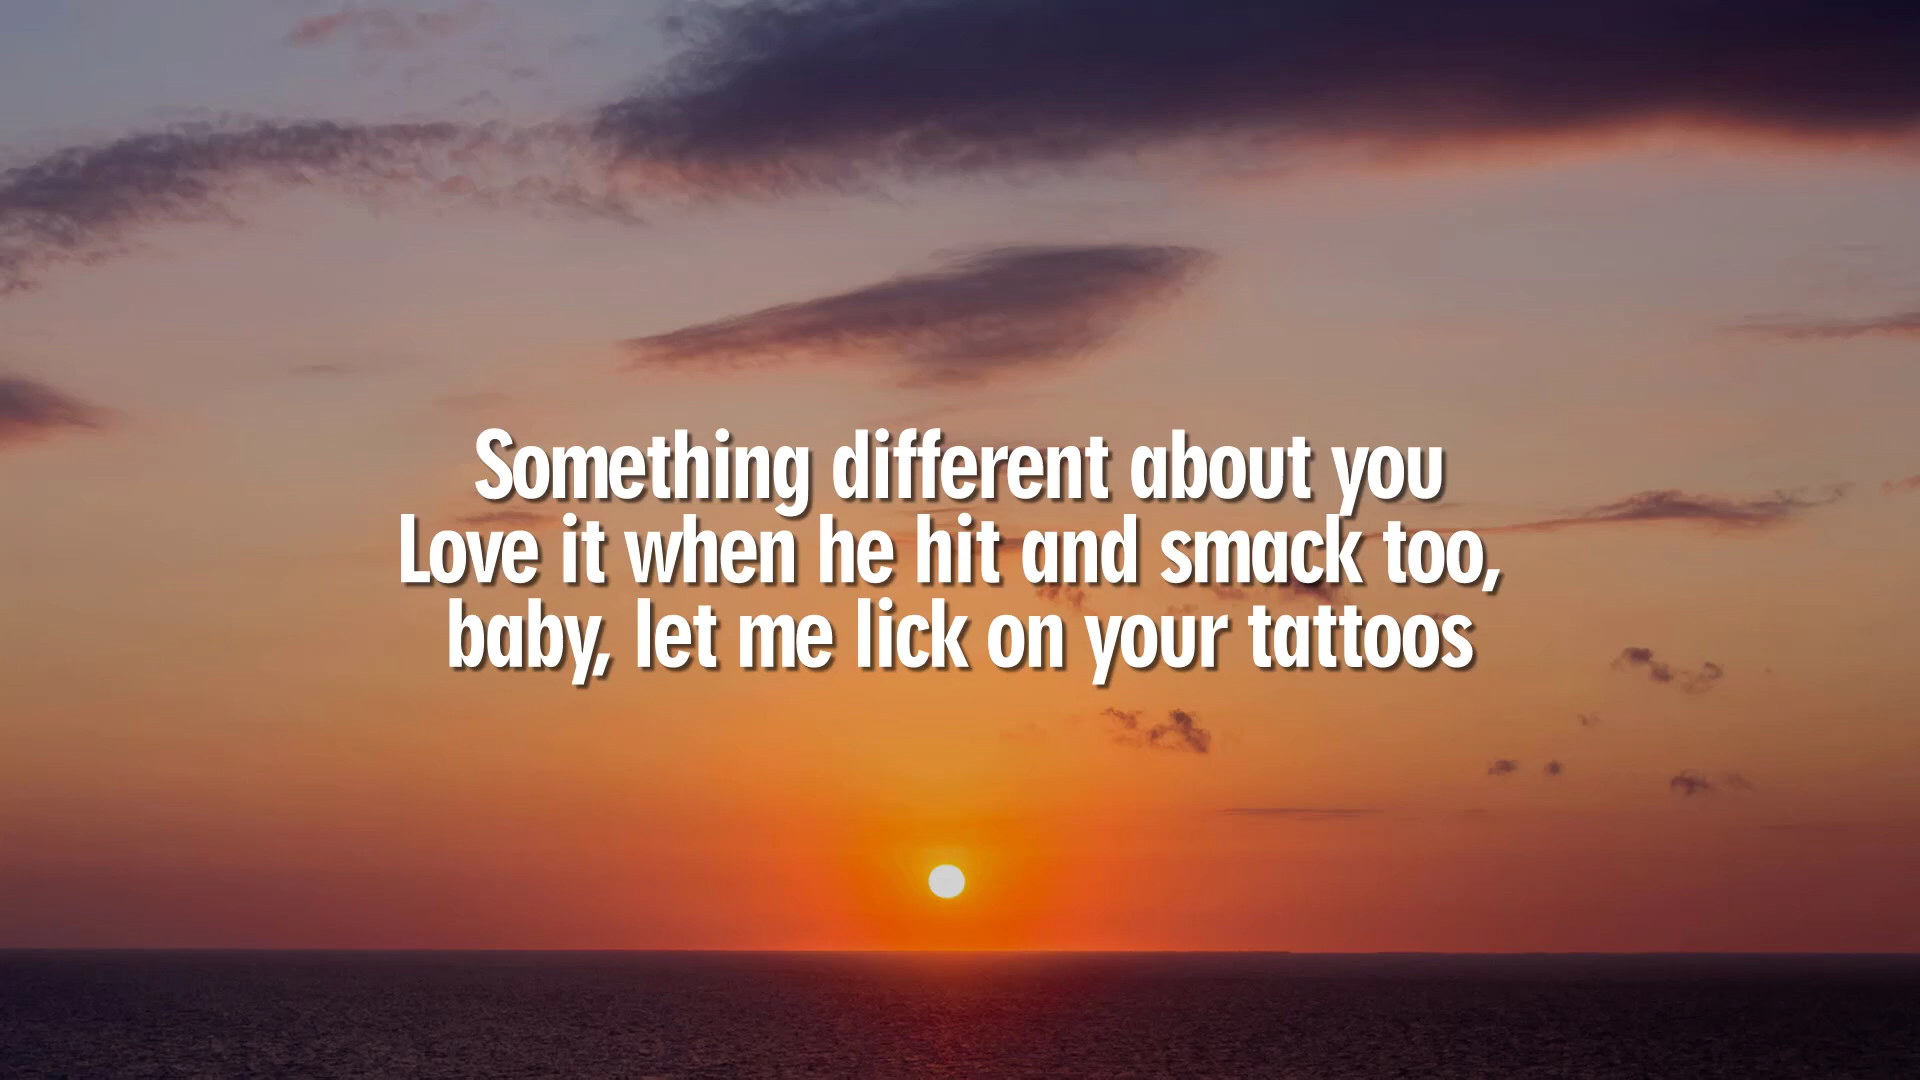 Something different about you
Love it when he hit and smack too,
baby, let me lick on your tattoos